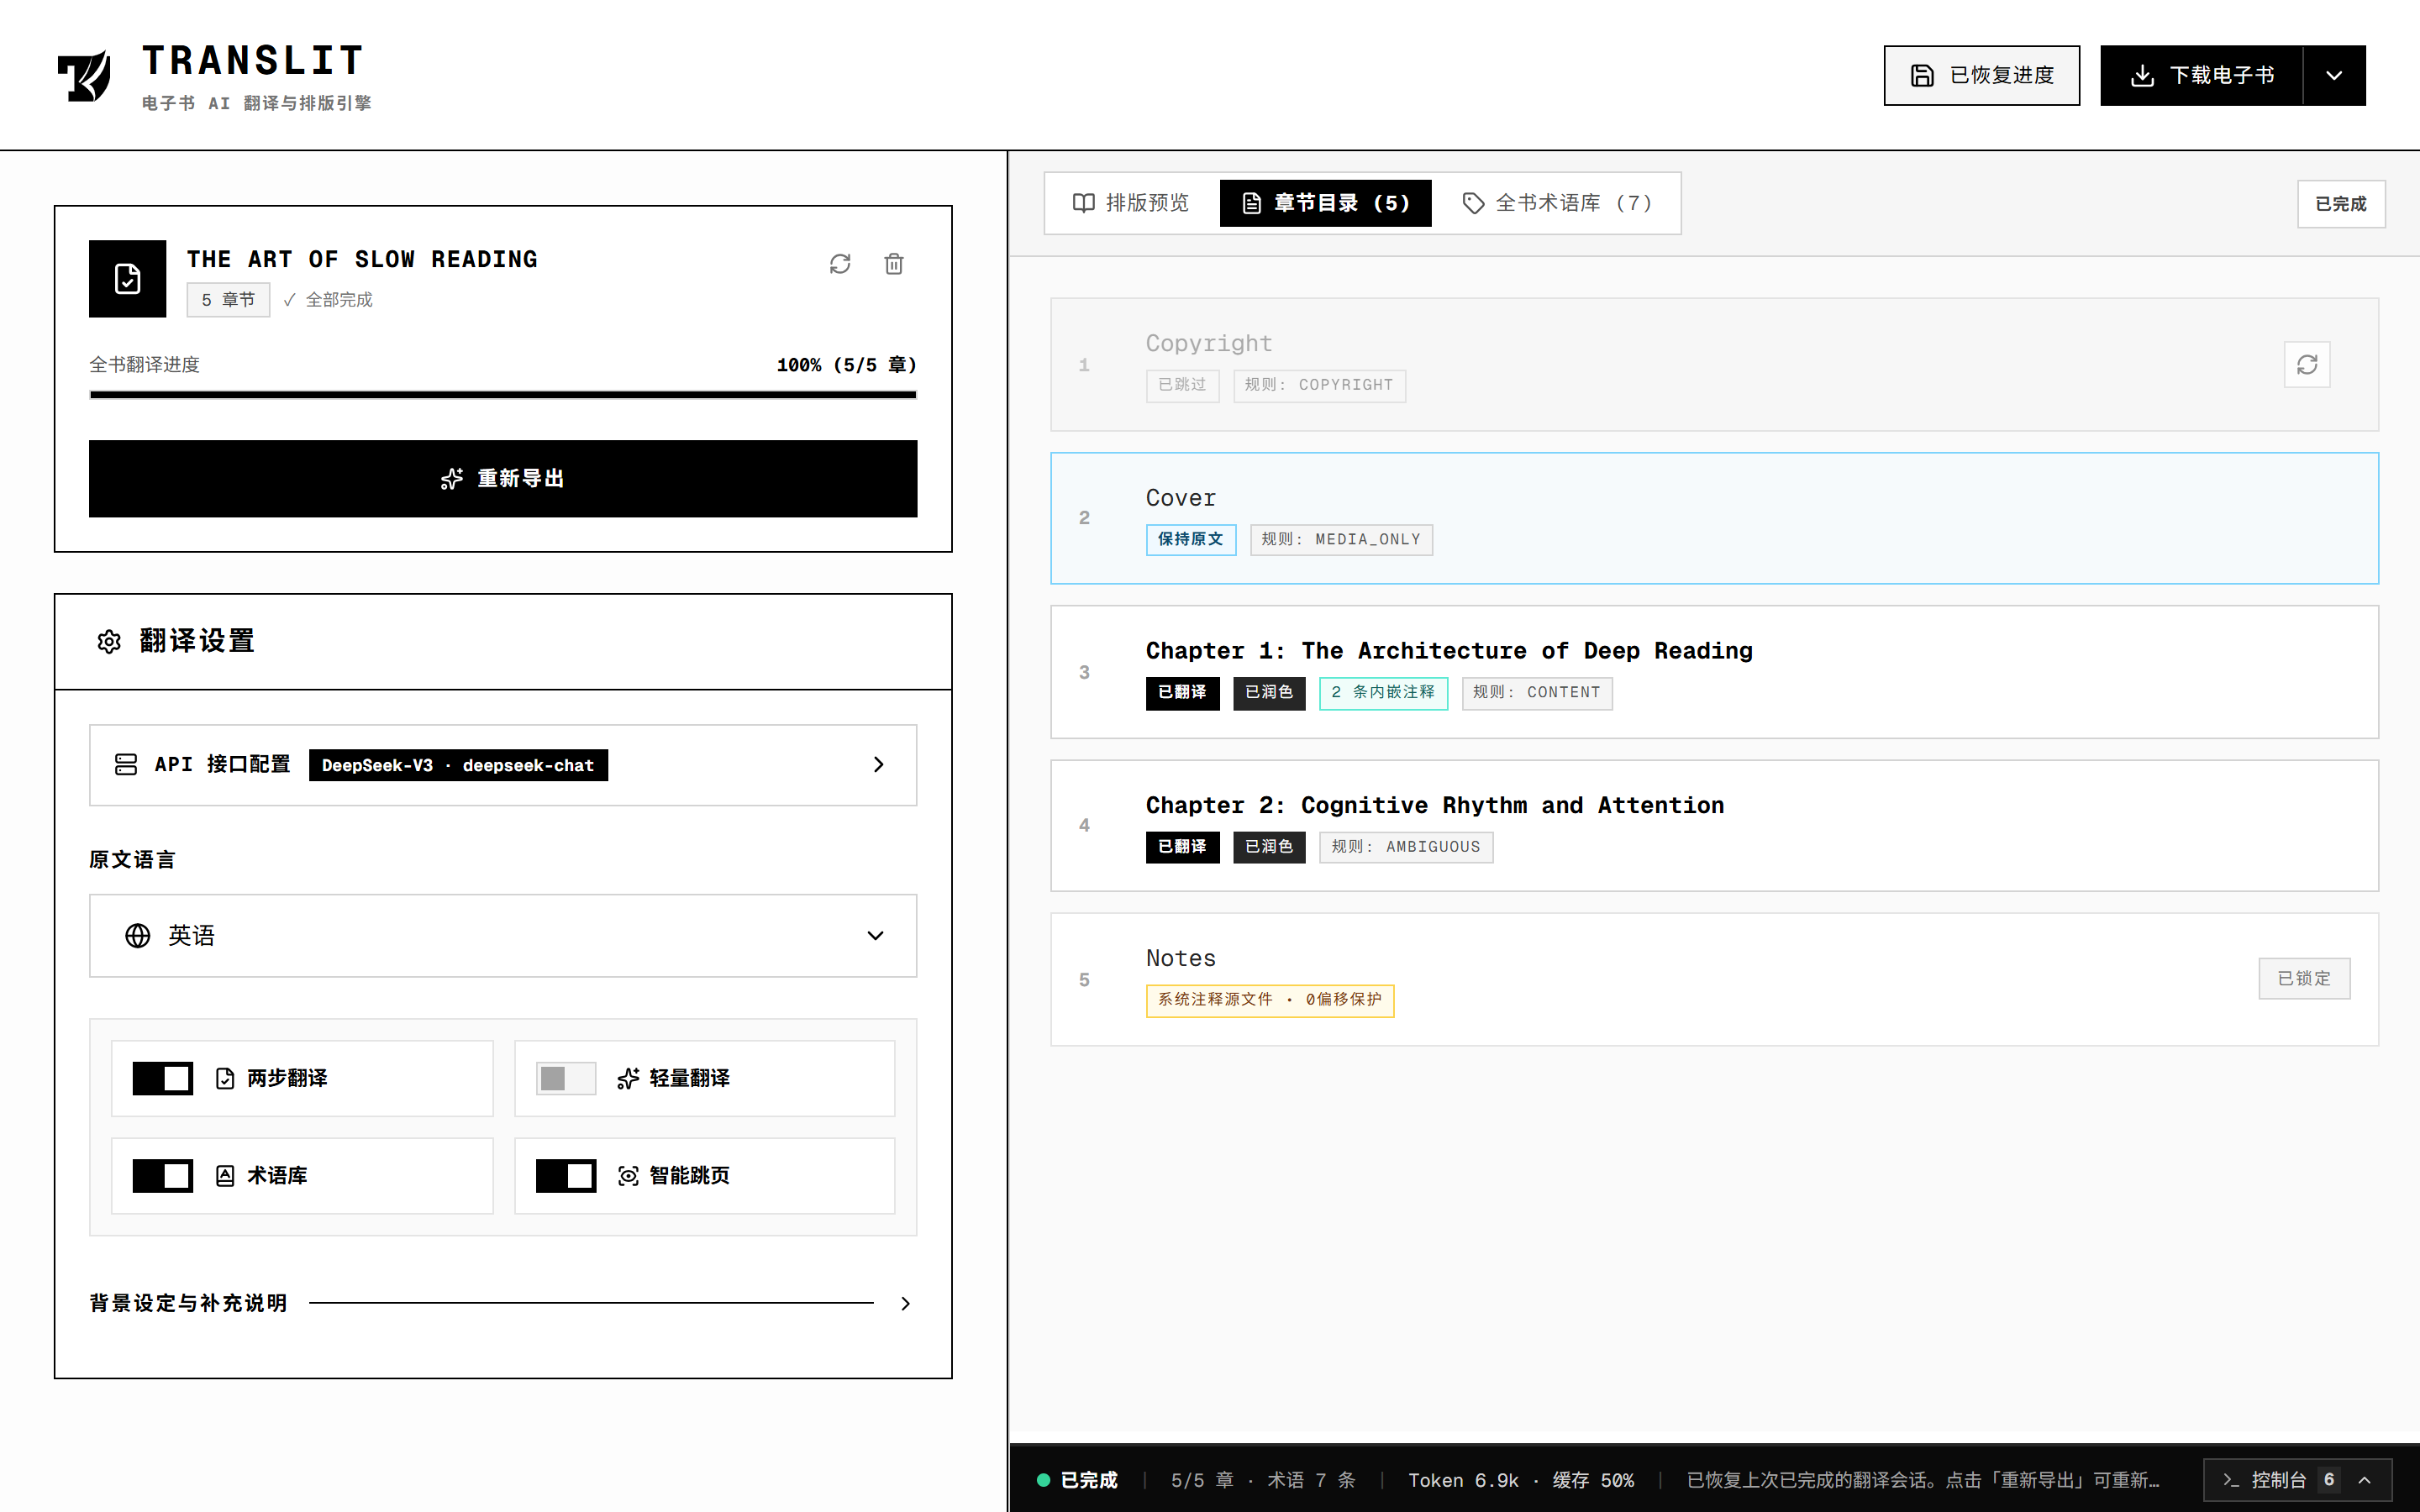 TRANSLIT
电子书 AI 翻译与排版引擎
已恢复进度
下载电子书
THE ART OF SLOW READING
5 章节
✓ 全部完成
全书翻译进度
100% (5/5 章)
重新导出
翻译设置
API 接口配置
DeepSeek-V3 · deepseek-chat
原文语言
英语
两步翻译
轻量翻译
术语库
智能跳页
背景设定与补充说明
排版预览
章节目录 (5)
全书术语库 (7)
已完成
1
Copyright
已跳过
规则: COPYRIGHT
2
Cover
保持原文
规则: MEDIA_ONLY
3
Chapter 1: The Architecture of Deep Reading
已翻译
已润色
2 条内嵌注释
规则: CONTENT
4
Chapter 2: Cognitive Rhythm and Attention
已翻译
已润色
规则: AMBIGUOUS
5
Notes
系统注释源文件 • 0偏移保护
已锁定
已完成
5/5 章 · 术语 7 条
Token 6.9k · 缓存 50%
已恢复上次已完成的翻译会话。点击「重新导出」可重新…
控制台 6